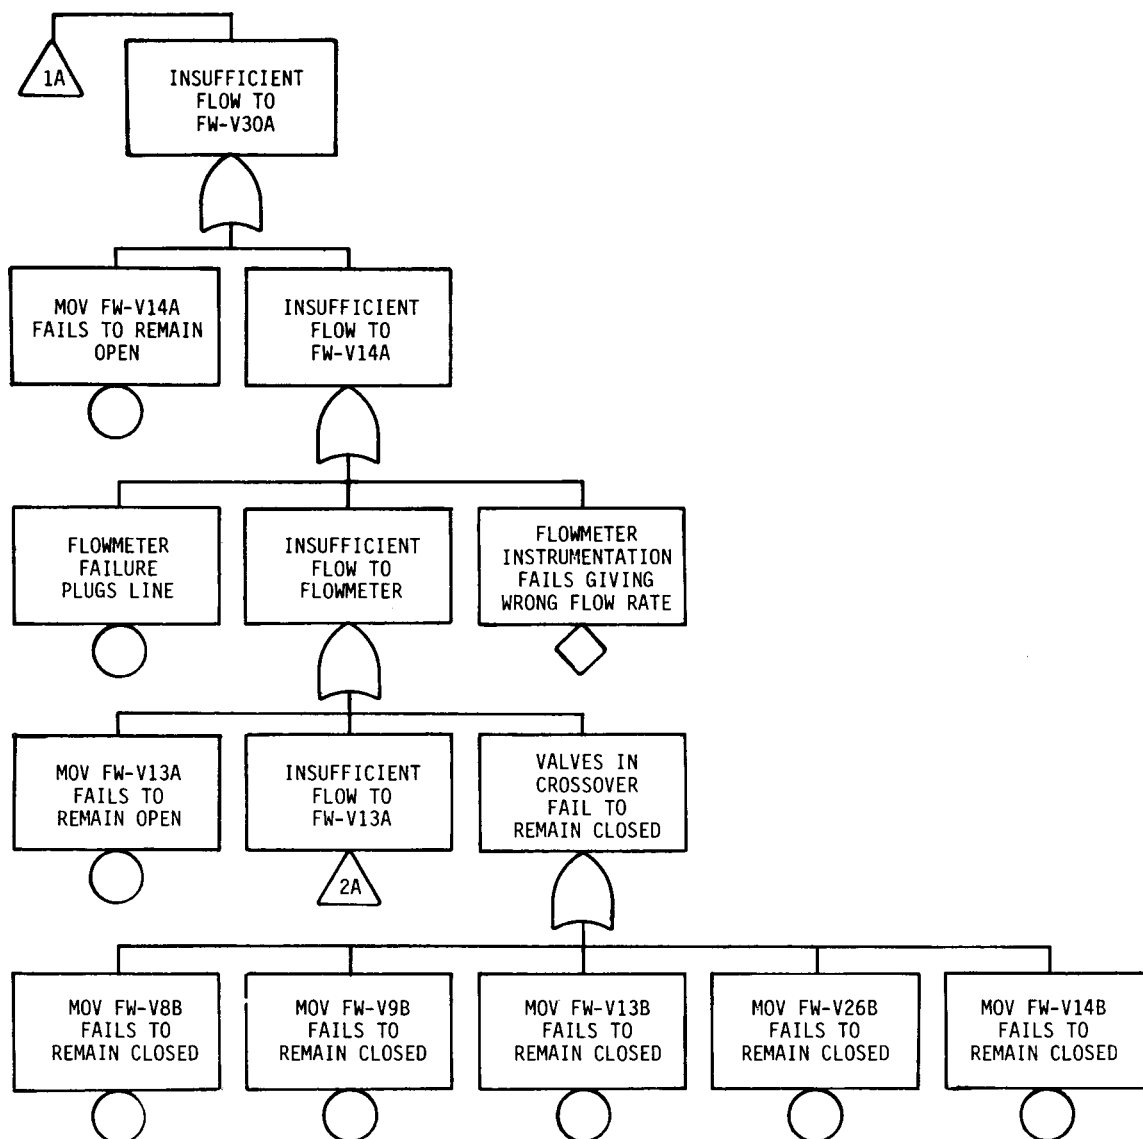 1A
INSUFFICIENT
FLOW TO
FW-V30A
MOV FW-V14A
FAILS TO REMAIN
OPEN
INSUFFICIENT
FLOW TO
FW-V14A
FLOWMETER
FAILURE
PLUGS LINE
INSUFFICIENT
FLOW TO
FLOWMETER
FLOWMETER
INSTRUMENTATION
FAILS GIVING
WRONG FLOW RATE
MOV FW-V13A
FAILS TO
REMAIN OPEN
INSUFFICIENT
FLOW TO
FW-V13A
2A
VALVES IN
CROSSOVER
FAIL TO
REMAIN CLOSED
MOV FW-V8B
FAILS TO
REMAIN CLOSED
MOV FW-V9B
FAILS TO
REMAIN CLOSED
MOV FW-V13B
FAILS TO
REMAIN CLOSED
MOV FW-V26B
FAILS TO
REMAIN CLOSED
MOV FW-V14B
FAILS TO
REMAIN CLOSED